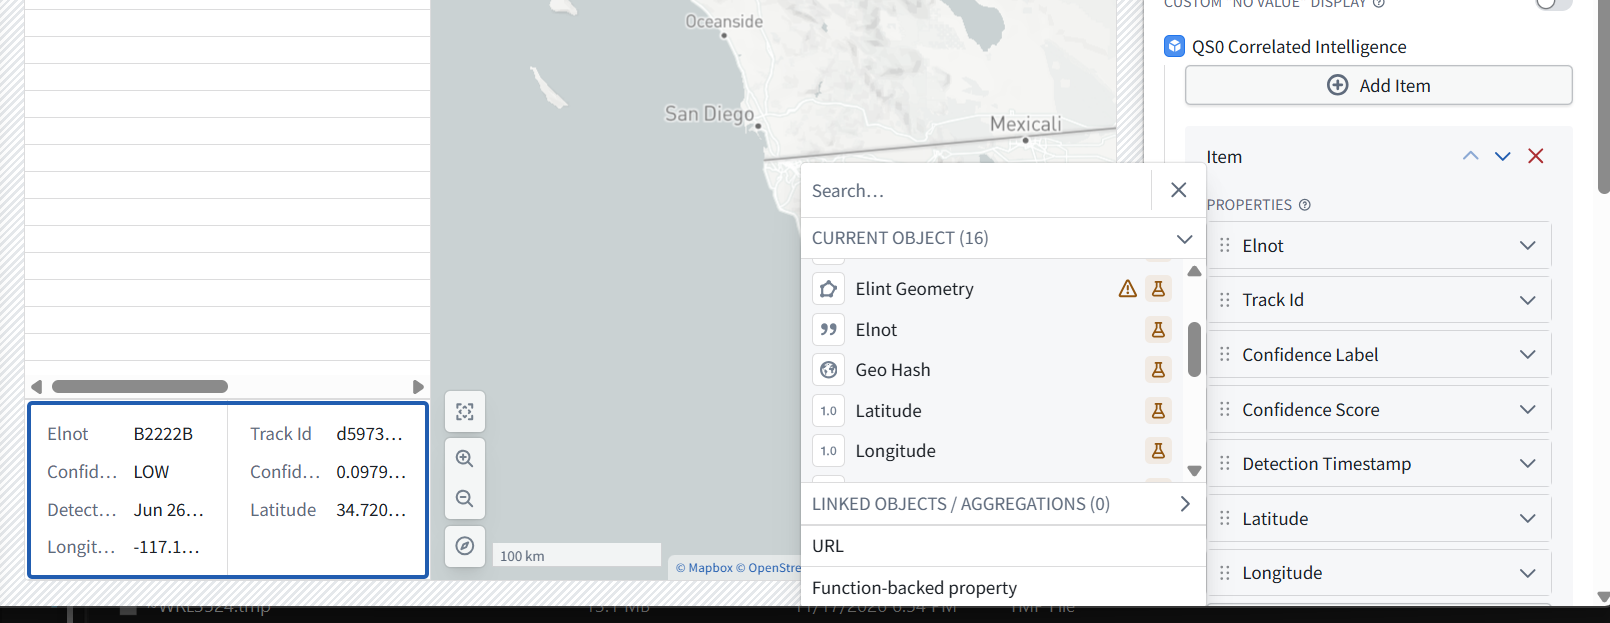 Oceanside
San Diego
Mexicali
CUSTOM "NO VALUE" DISPLAY
QS0 Correlated Intelligence
Add Item
Item
PROPERTIES
Elnot
Track Id
Confidence Label
Confidence Score
Detection Timestamp
Latitude
Longitude
Search…
CURRENT OBJECT (16)
Elint Geometry
Elnot
Geo Hash
1.0 Latitude
1.0 Longitude
LINKED OBJECTS / AGGREGATIONS (0)
URL
Function-backed property
Elnot B2222B Track Id d5973…
Confid… LOW Confid… 0.0979…
Detect… Jun 26… Latitude 34.720…
Longit… -117.1…
100 km
© Mapbox © OpenStre